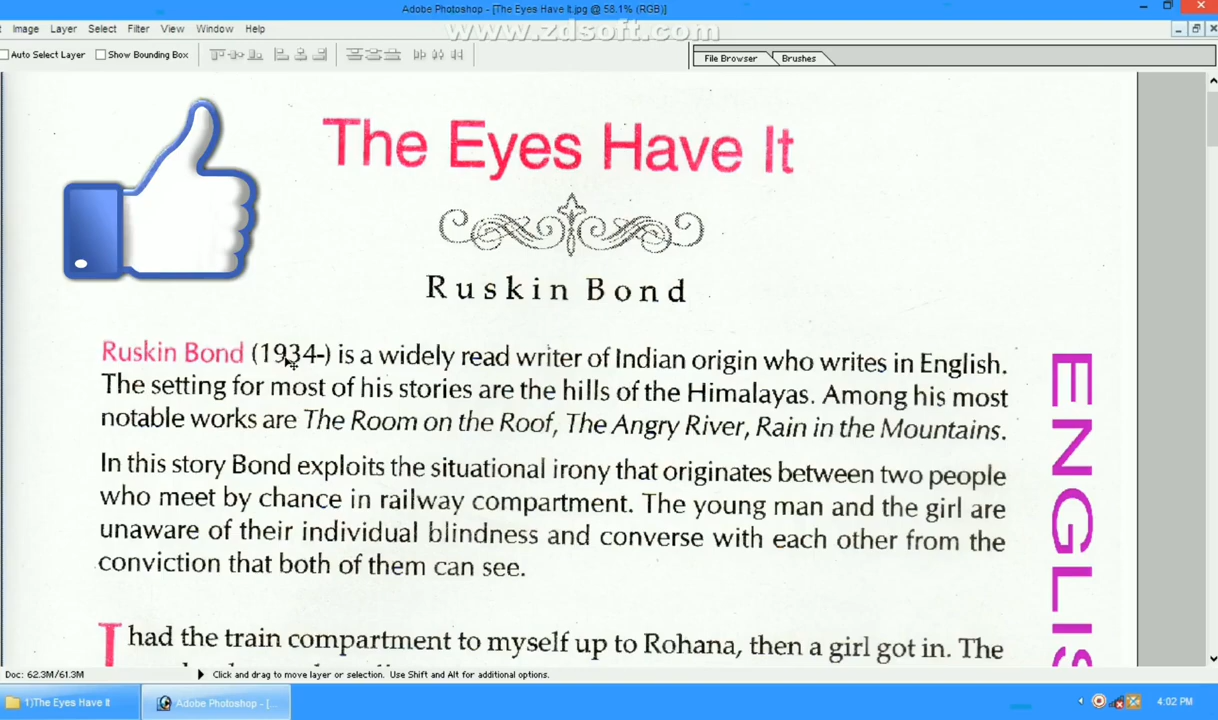 Adobe Photoshop - [The Eyes Have It.jpg @ 58.1% (RGB)]
Image Layer Select Filter View Window Help
www.zdsoft.com
Auto Select Layer Show Bounding Box
File Browser Brushes
The Eyes Have It
Ruskin Bond
Ruskin Bond (1934-) is a widely read writer of Indian origin who writes in English.
The setting for most of his stories are the hills of the Himalayas. Among his most
notable works are The Room on the Roof, The Angry River, Rain in the Mountains.
In this story Bond exploits the situational irony that originates between two people
who meet by chance in railway compartment. The young man and the girl are
unaware of their individual blindness and converse with each other from the
conviction that both of them can see.
I had the train compartment to myself up to Rohana, then a girl got in. The
ENGLIS
Doc: 62.3M/61.3M Click and drag to move layer or selection. Use Shift and Alt for additional options.
1)The Eyes Have It
Adobe Photoshop - [...
4:02 PM